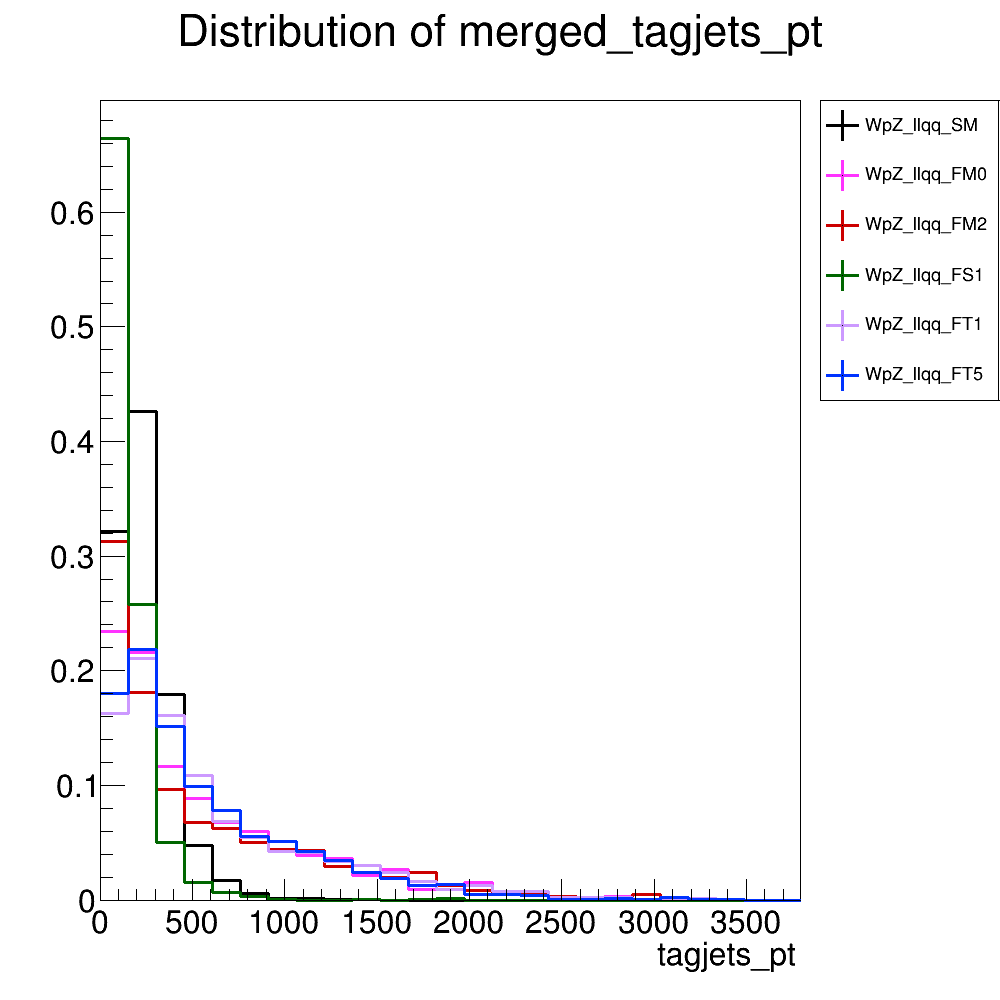 Distribution of merged_tagjets_pt
WpZ_llqq_SM
WpZ_llqq_FM0
WpZ_llqq_FM2
WpZ_llqq_FS1
WpZ_llqq_FT1
WpZ_llqq_FT5
0.6
0.5
0.4
0.3
0.2
0.1
0
0 500 1000 1500 2000 2500 3000 3500
tagjets_pt